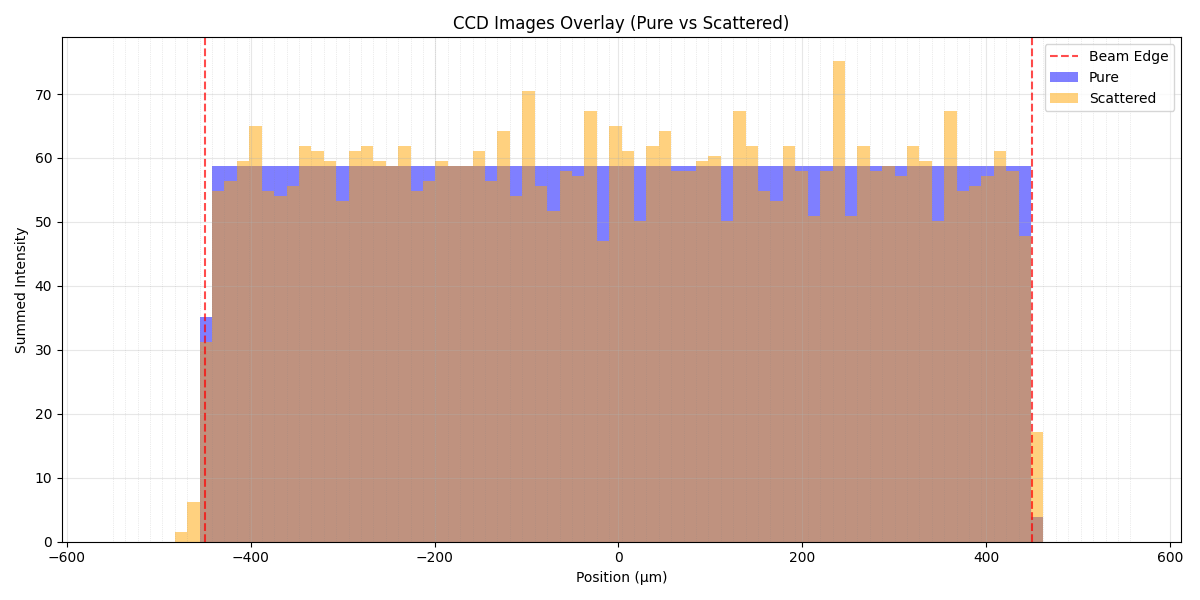 CCD Images Overlay (Pure vs Scattered)
Beam Edge
Pure
Scattered
Summed Intensity
70
60
50
40
30
20
10
0
−600
−400
−200
0
200
400
600
Position (µm)